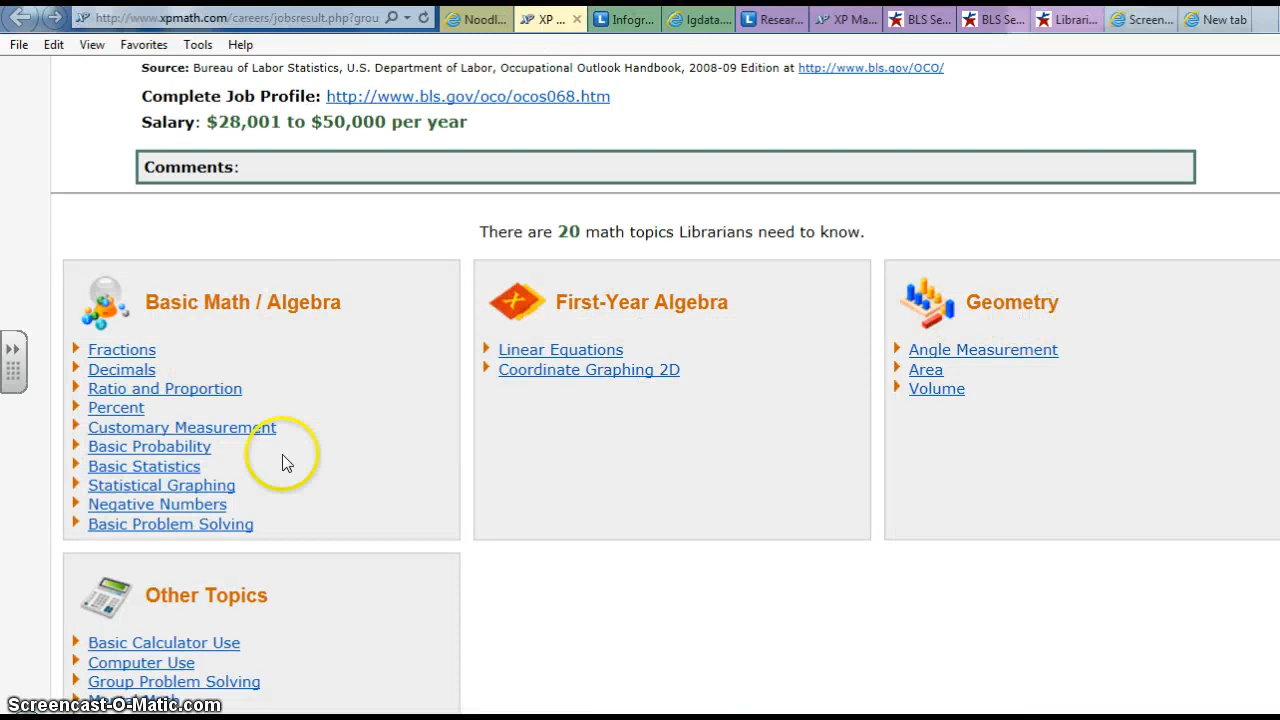 http://www.xpmath.com/careers/jobsresult.php?grou
Noodl...
XP ...
Infogr...
lgdata....
Resear...
XP Ma...
BLS Se...
BLS Se...
Librari...
Screen...
New tab
File Edit View Favorites Tools Help
Source: Bureau of Labor Statistics, U.S. Department of Labor, Occupational Outlook Handbook, 2008-09 Edition at http://www.bls.gov/OCO/
Complete Job Profile: http://www.bls.gov/oco/ocos068.htm
Salary: $28,001 to $50,000 per year
Comments:
There are 20 math topics Librarians need to know.
Basic Math / Algebra
Fractions
Decimals
Ratio and Proportion
Percent
Customary Measurement
Basic Probability
Basic Statistics
Statistical Graphing
Negative Numbers
Basic Problem Solving
First-Year Algebra
Linear Equations
Coordinate Graphing 2D
Geometry
Angle Measurement
Area
Volume
Other Topics
Basic Calculator Use
Computer Use
Group Problem Solving
Screencast-O-Matic.com